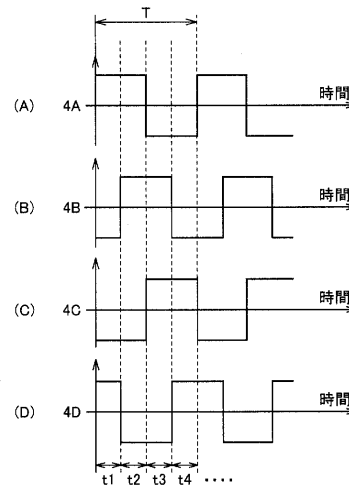 T
(A) 4A 時間
(B) 4B 時間
(C) 4C 時間
(D) 4D 時間
t1 t2 t3 t4 ····